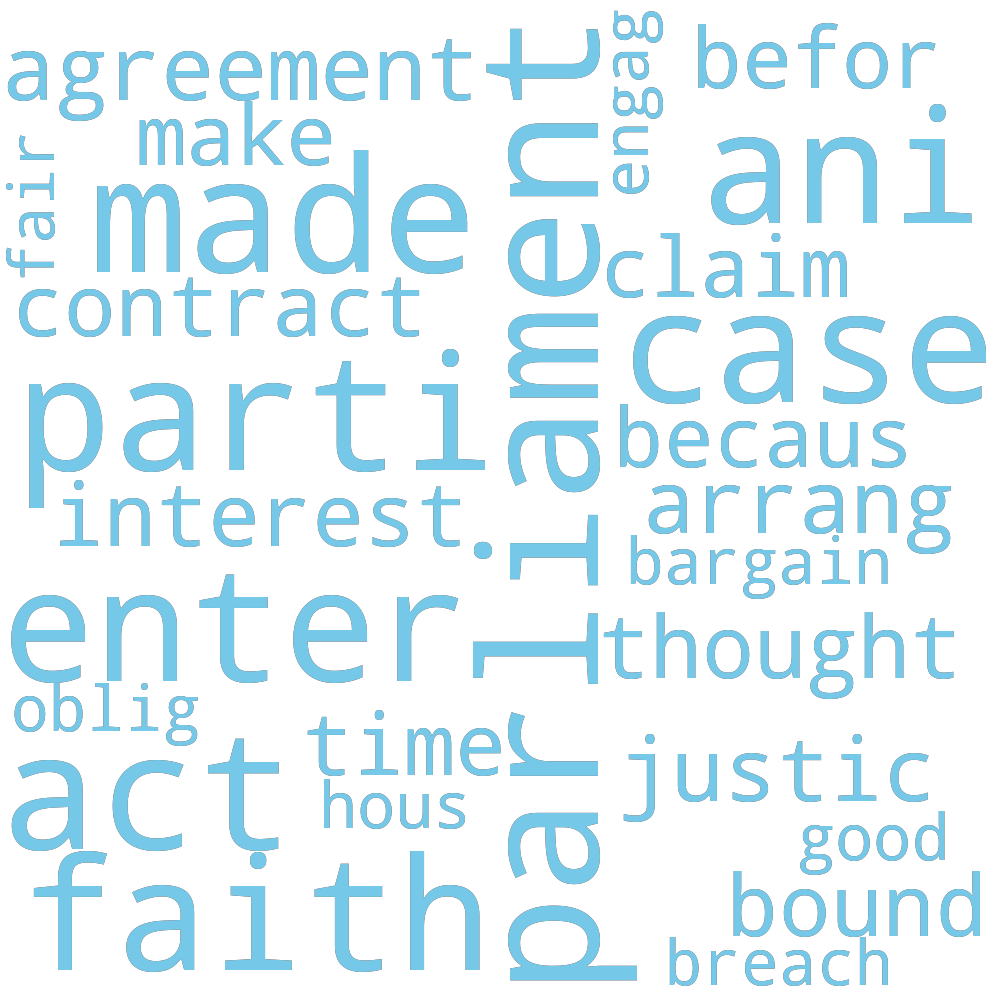 agreement
make
fair
made
contract
parti
interest
enter
oblig
act
time
hous
faith
parliament
engag
befor
ani
claim
case
becaus
arrang
bargain
thought
justic
good
bound
breach